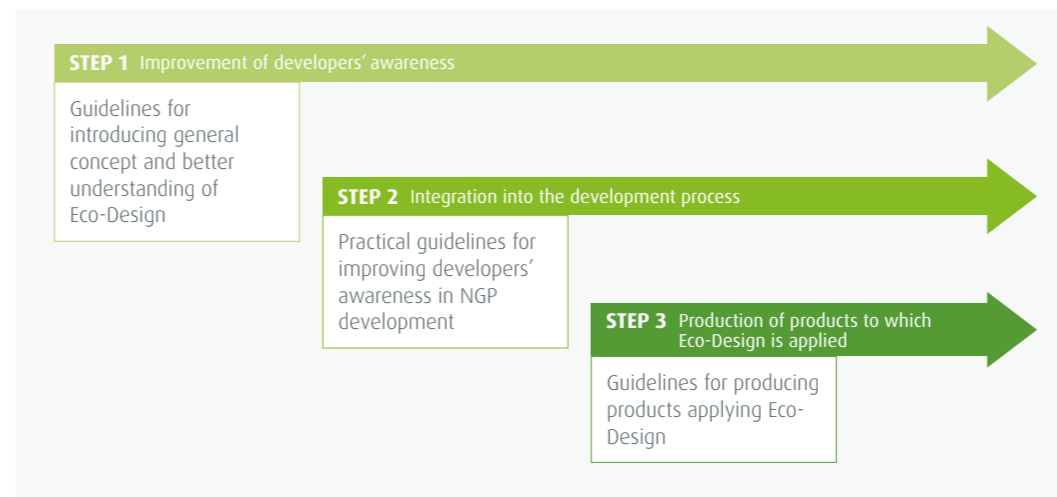 STEP 1 Improvement of developers’ awareness
Guidelines for
introducing general
concept and better
understanding of
Eco-Design
STEP 2 Integration into the development process
Practical guidelines for
improving developers’
awareness in NGP
development
STEP 3 Production of products to which
Eco-Design is applied
Guidelines for producing
products applying Eco-
Design